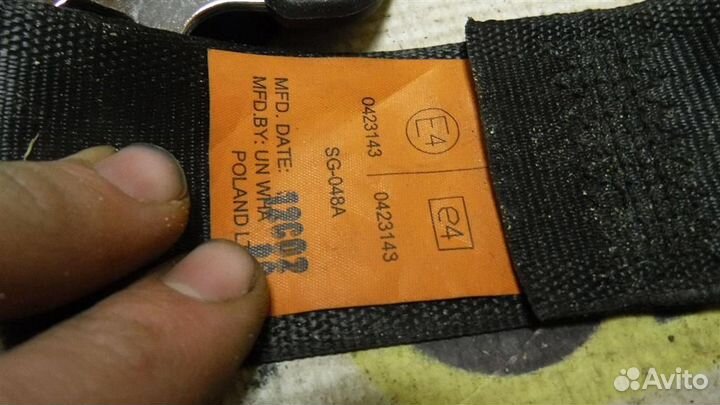 E4
e4
0423143
0423143
SG-048A
MFD. DATE:
MFD.BY: UN WHA
POLAND
Avito